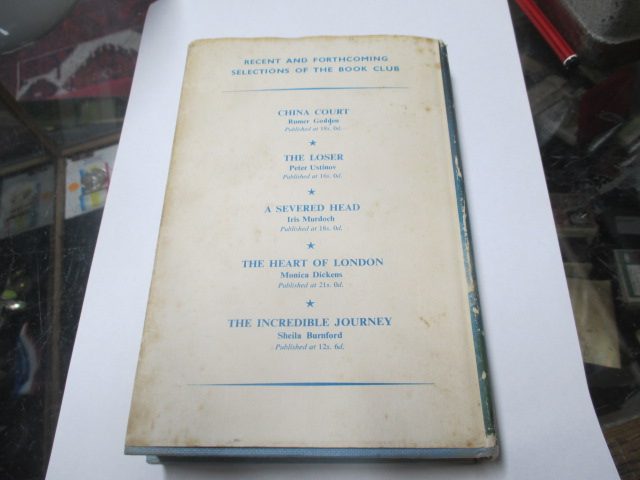 RECENT AND FORTHCOMING
SELECTIONS OF THE BOOK CLUB
CHINA COURT
Rumer Godden
Published at 18s. 0d.
★
THE LOSER
Peter Ustinov
Published at 16s. 0d.
★
A SEVERED HEAD
Iris Murdoch
Published at 18s. 0d.
★
THE HEART OF LONDON
Monica Dickens
Published at 21s. 0d.
★
THE INCREDIBLE JOURNEY
Sheila Burnford
Published at 12s. 6d.